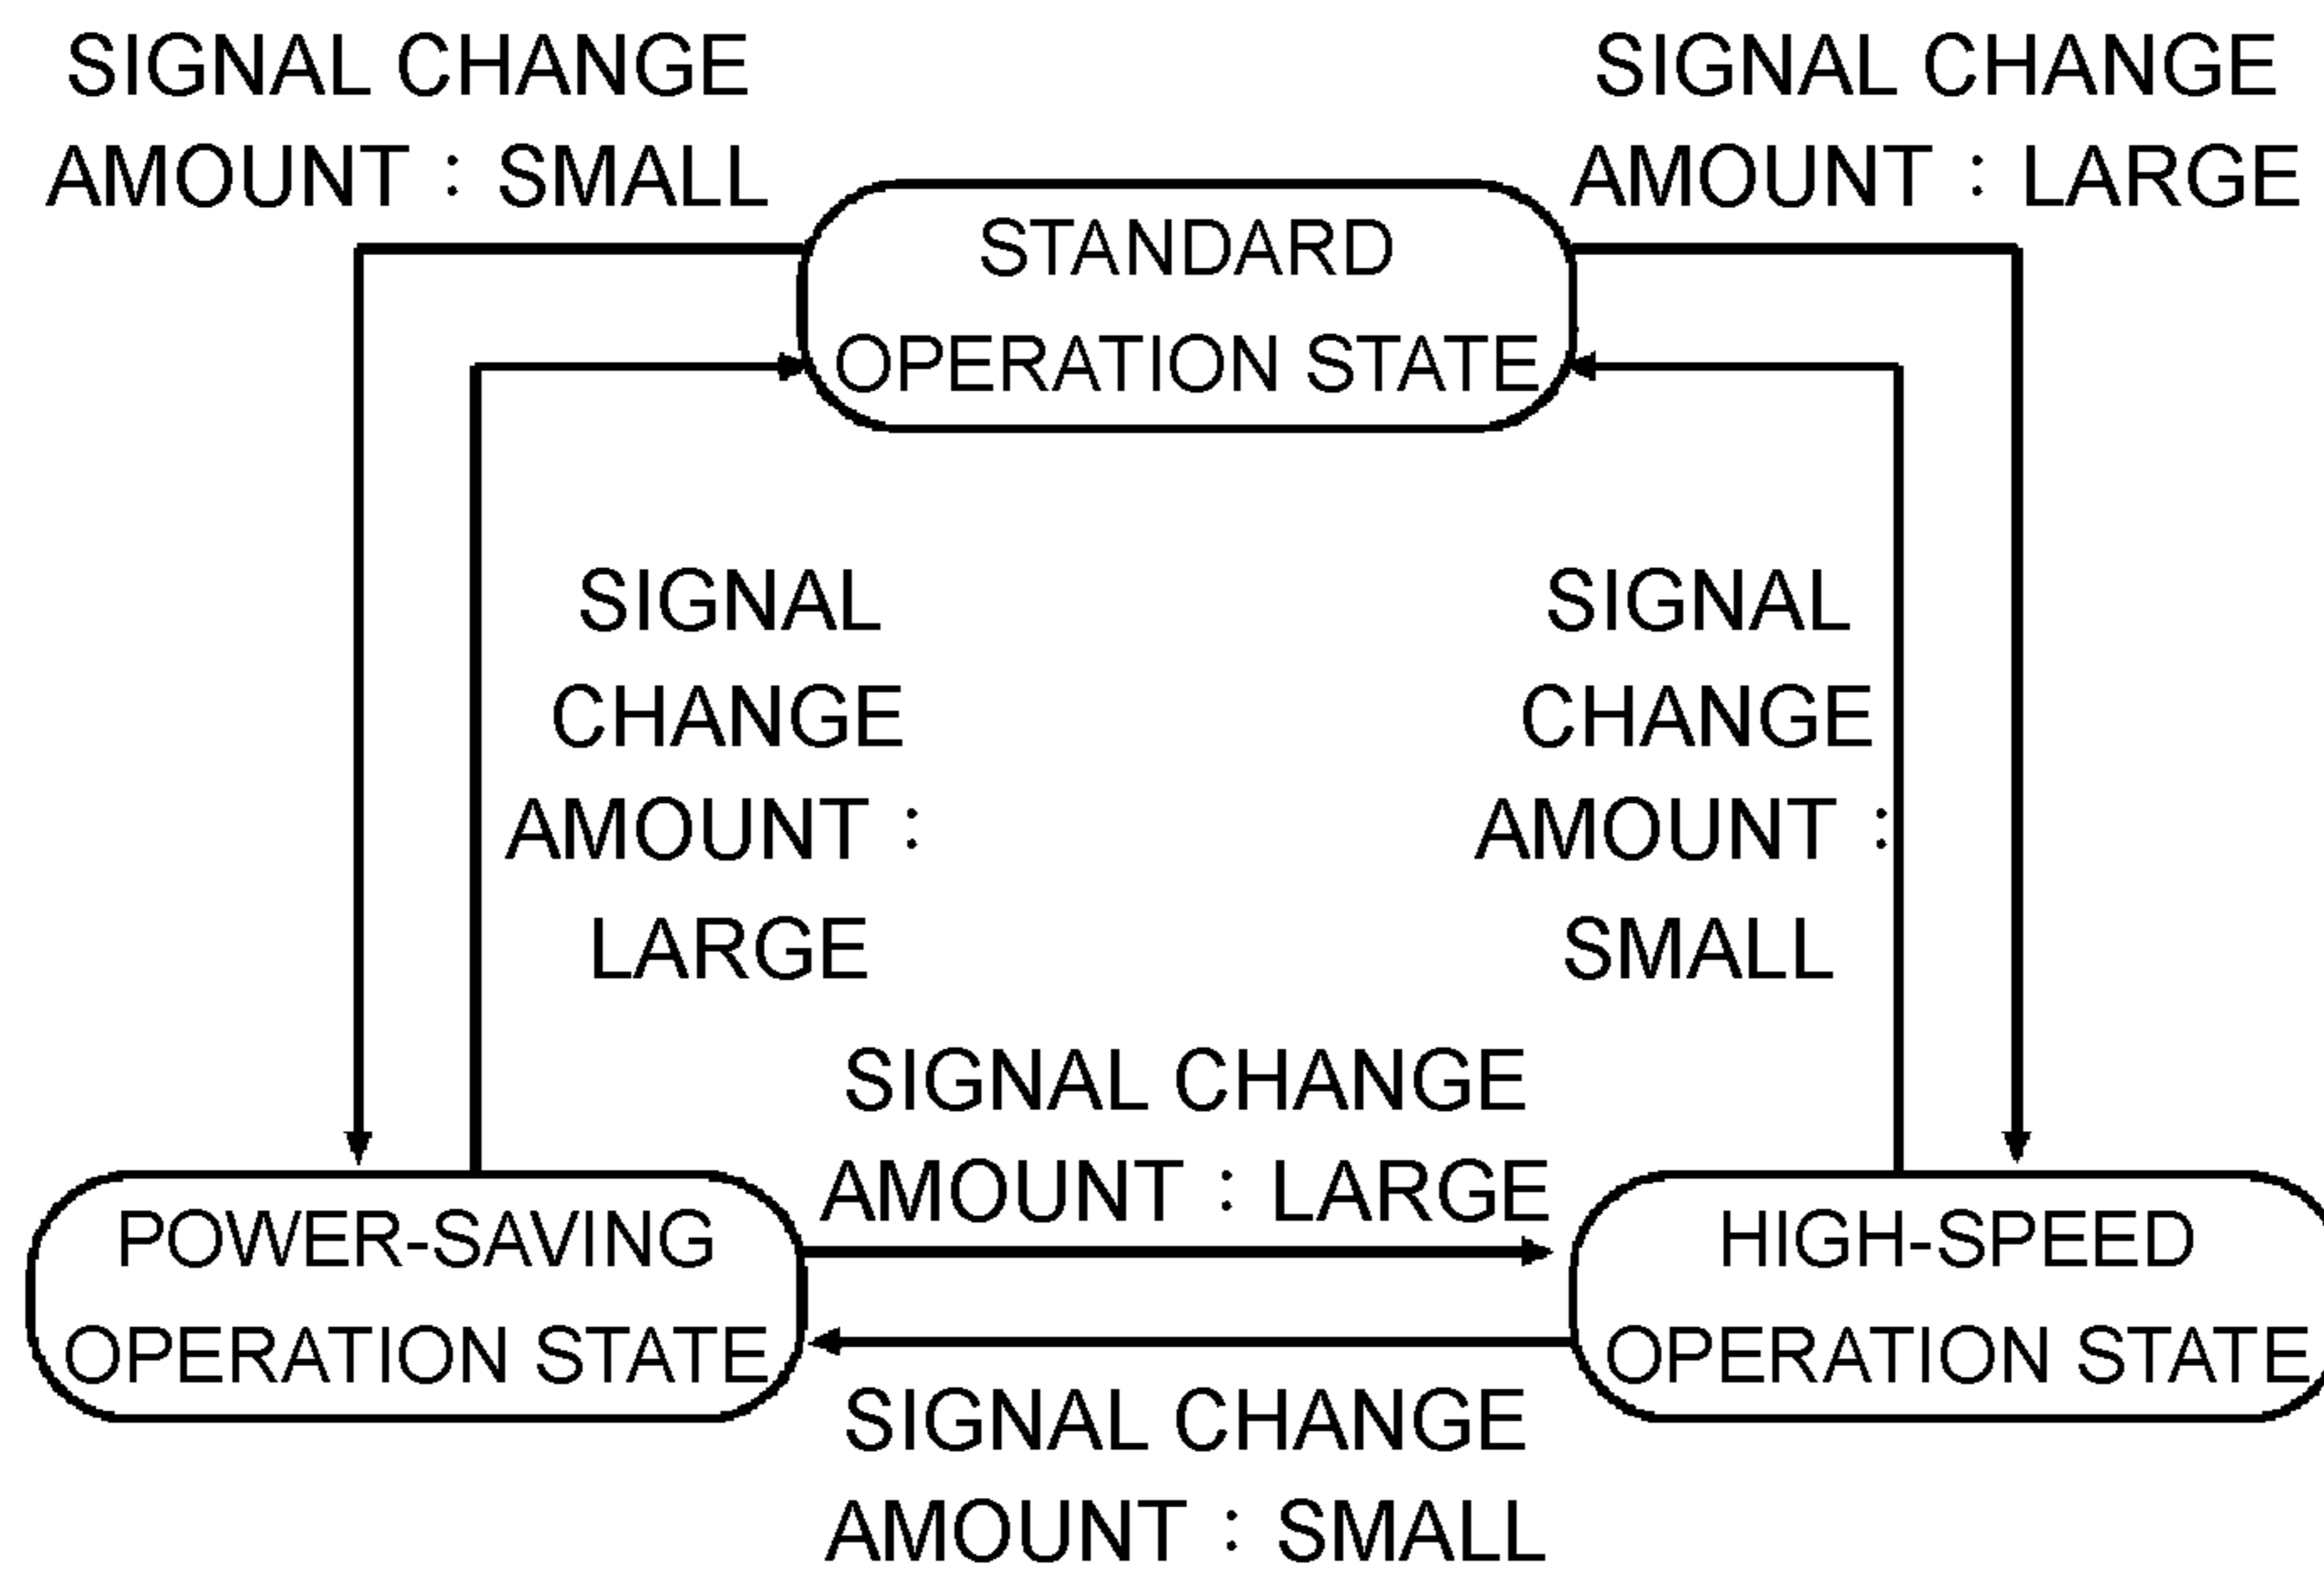 SIGNAL CHANGE
AMOUNT : SMALL
SIGNAL CHANGE
AMOUNT : LARGE
STANDARD
OPERATION STATE
SIGNAL
CHANGE
AMOUNT :
LARGE
SIGNAL
CHANGE
AMOUNT :
SMALL
SIGNAL CHANGE
AMOUNT : LARGE
POWER-SAVING
OPERATION STATE
HIGH-SPEED
OPERATION STATE
SIGNAL CHANGE
AMOUNT : SMALL